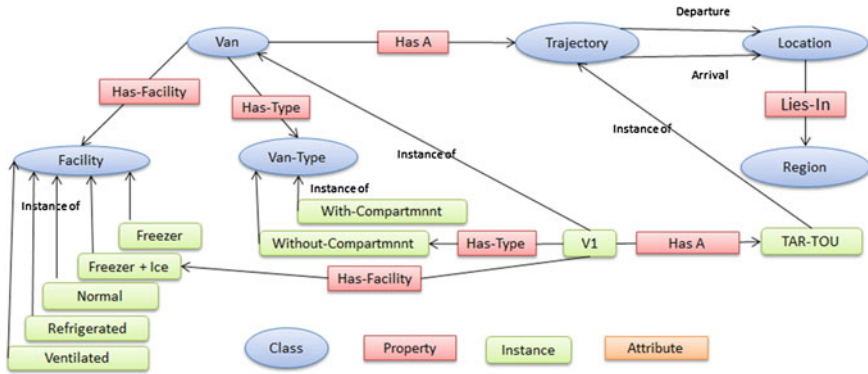 Departure
Van
Has A
Trajectory
Location
Arrival
Has-Facility
Has-Type
Lies-In
Instance of
Instance of
Facility
Van-Type
Region
Instance of
Instance of
With-Compartmnnt
Freezer
Without-Compartmnnt
Has-Type
V1
Has A
TAR-TOU
Freezer + Ice
Has-Facility
Normal
Refrigerated
Ventilated
Class
Property
Instance
Attribute